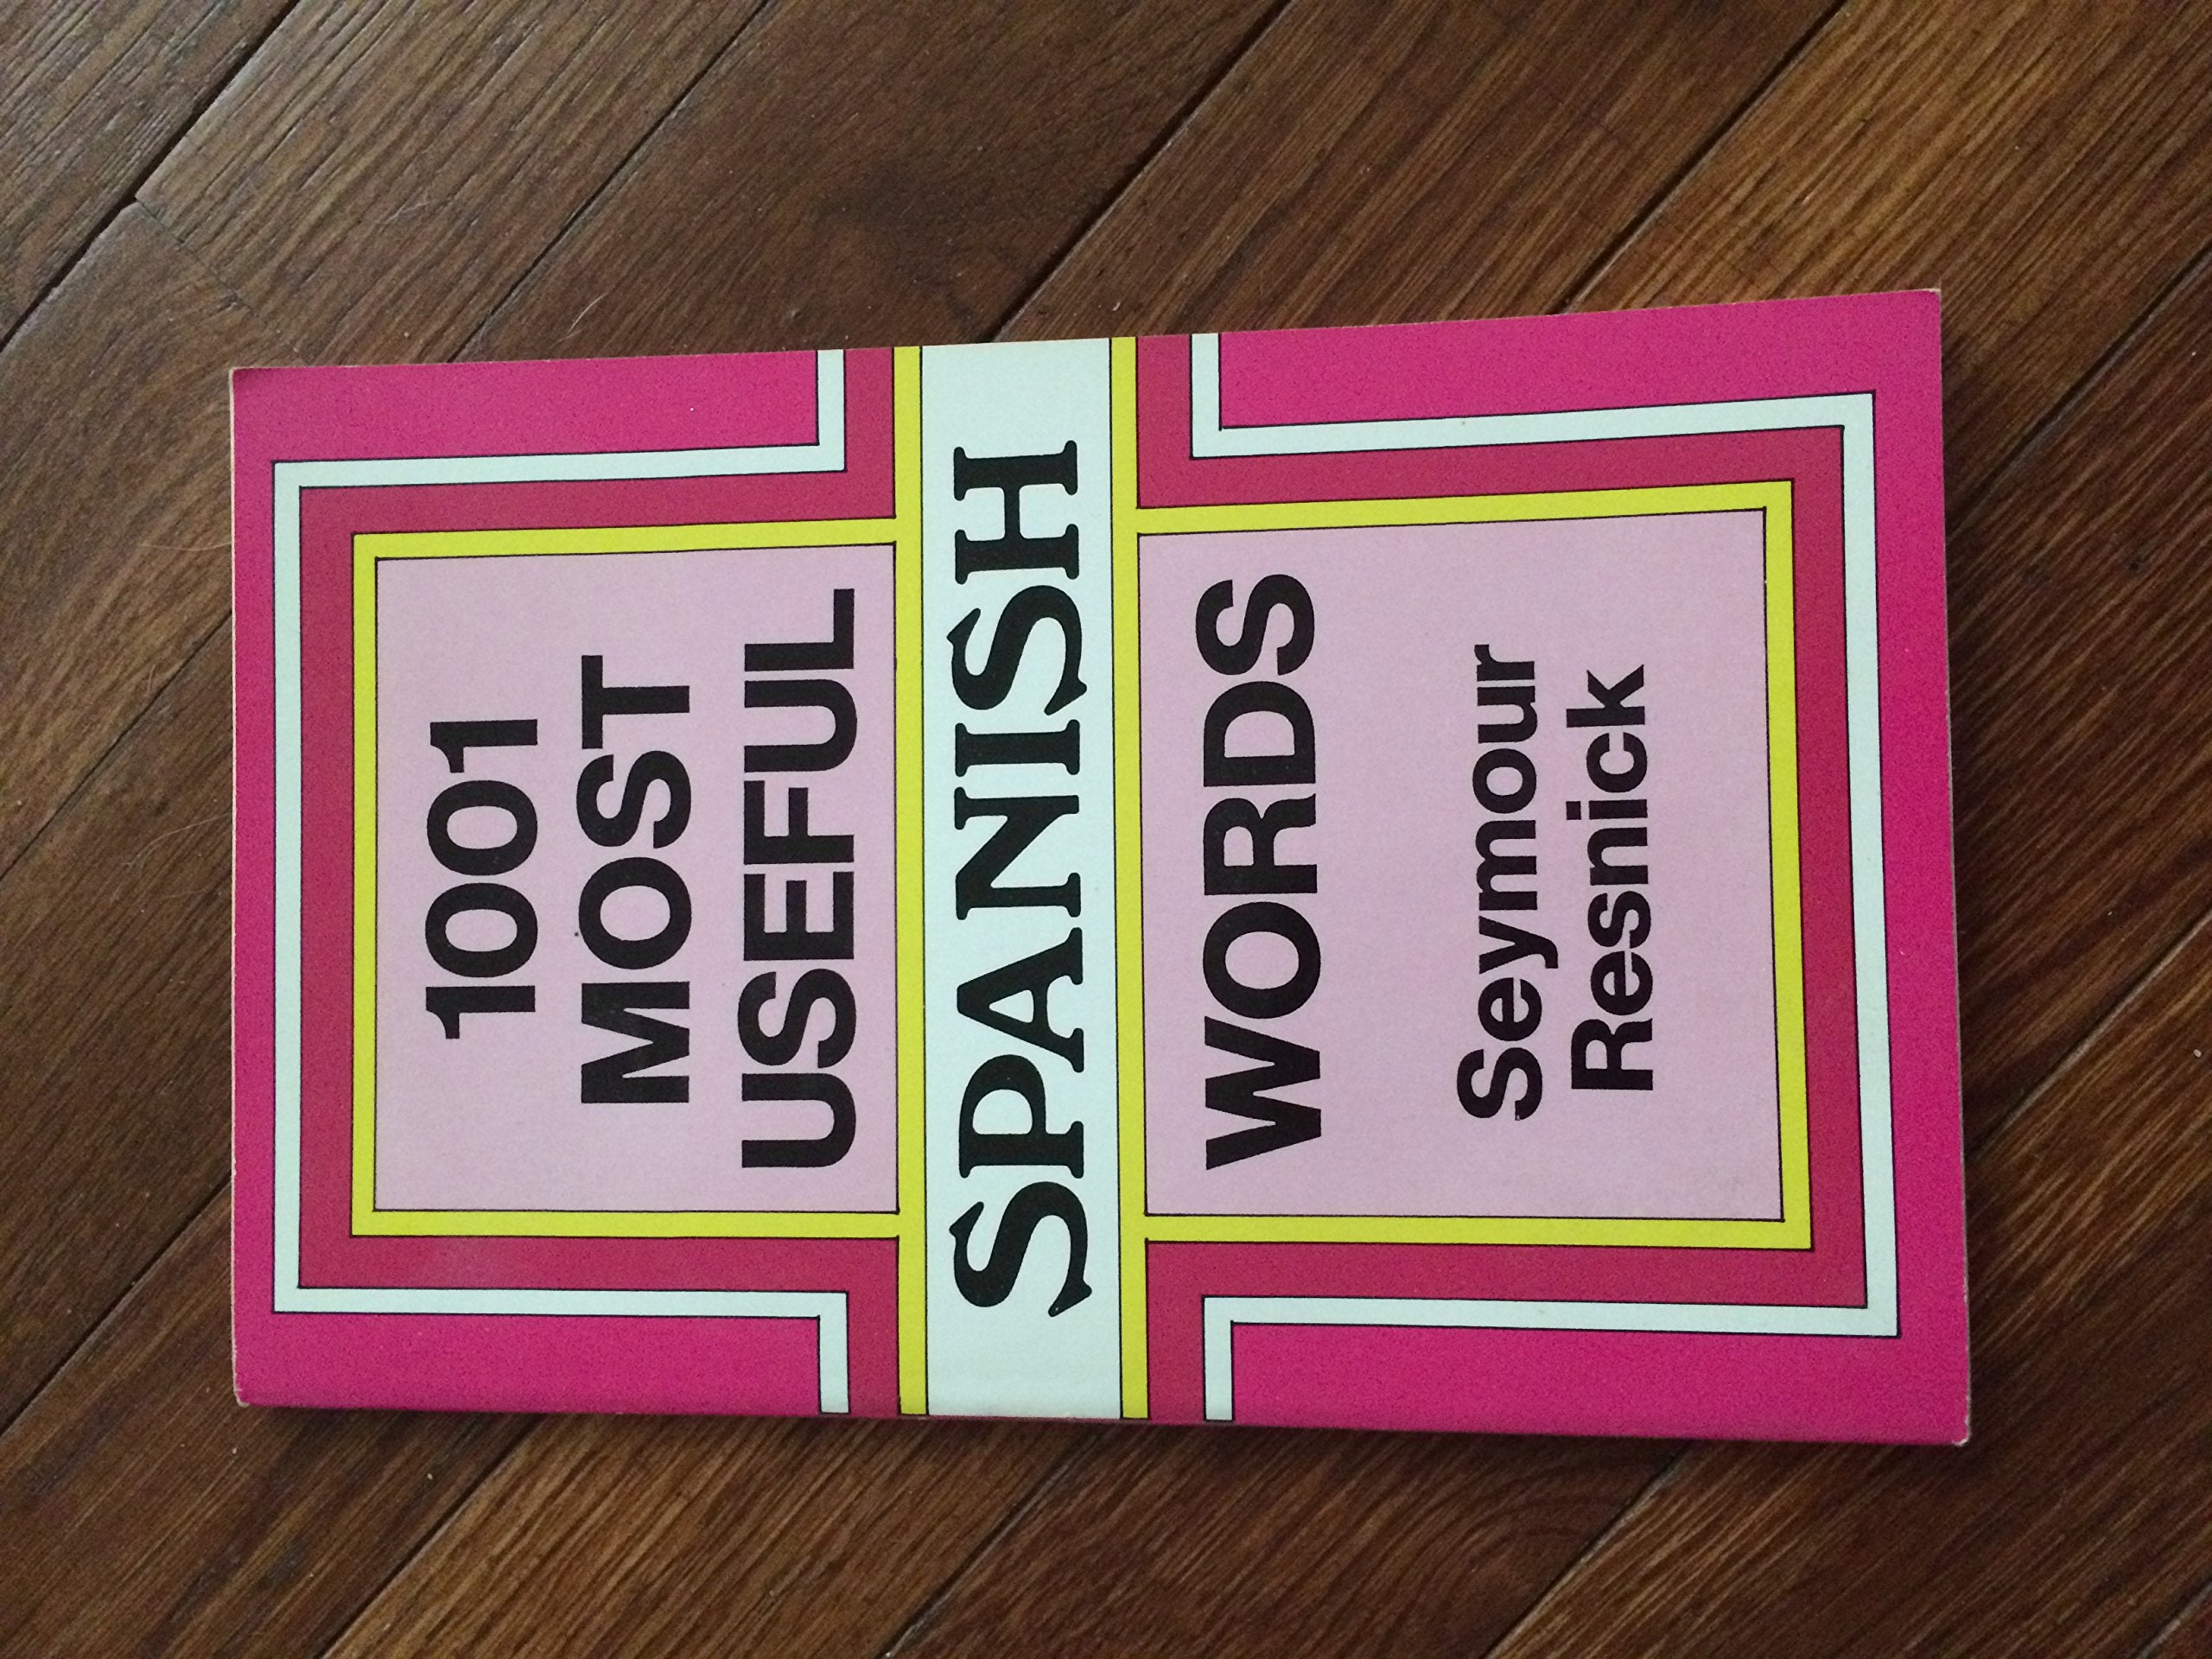 1001
MOST
USEFUL
SPANISH
WORDS
Seymour
Resnick